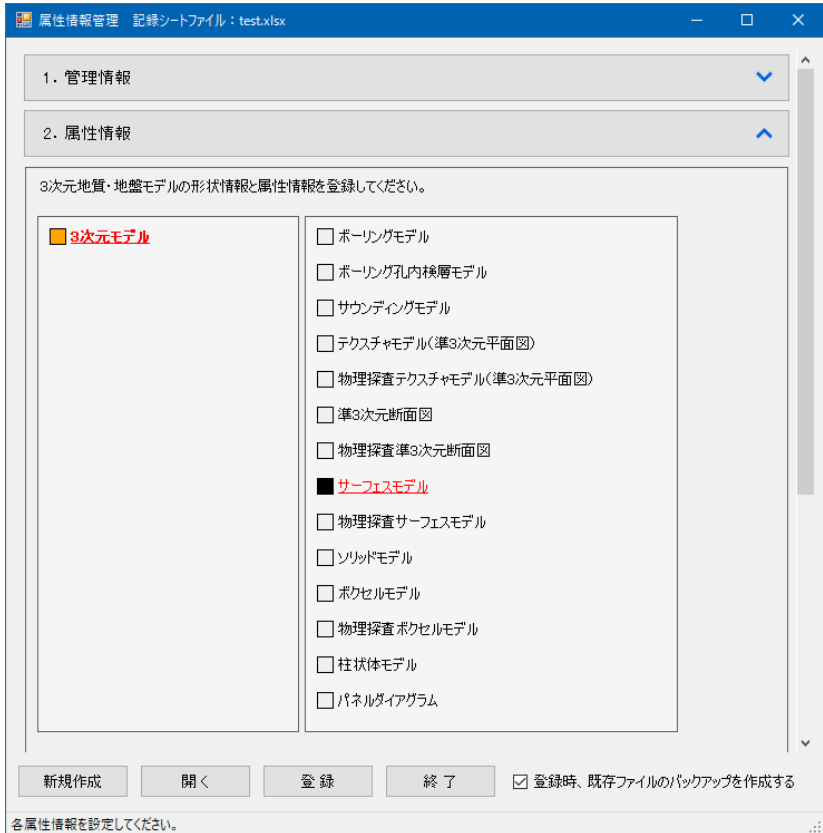 属性情報管理　記録シートファイル：test.xlsx
1. 管理情報
2. 属性情報
3次元地質・地盤モデルの形状情報と属性情報を登録してください。
3次元モデル
ボーリングモデル
ボーリング孔内検層モデル
サウンディングモデル
テクスチャモデル(準3次元平面図)
物理探査テクスチャモデル(準3次元平面図)
準3次元断面図
物理探査準3次元断面図
サーフェスモデル
物理探査サーフェスモデル
ソリッドモデル
ボクセルモデル
物理探査ボクセルモデル
柱状体モデル
パネルダイアグラム
新規作成 開く 登録 終了 登録時、既存ファイルのバックアップを作成する
各属性情報を設定してください。